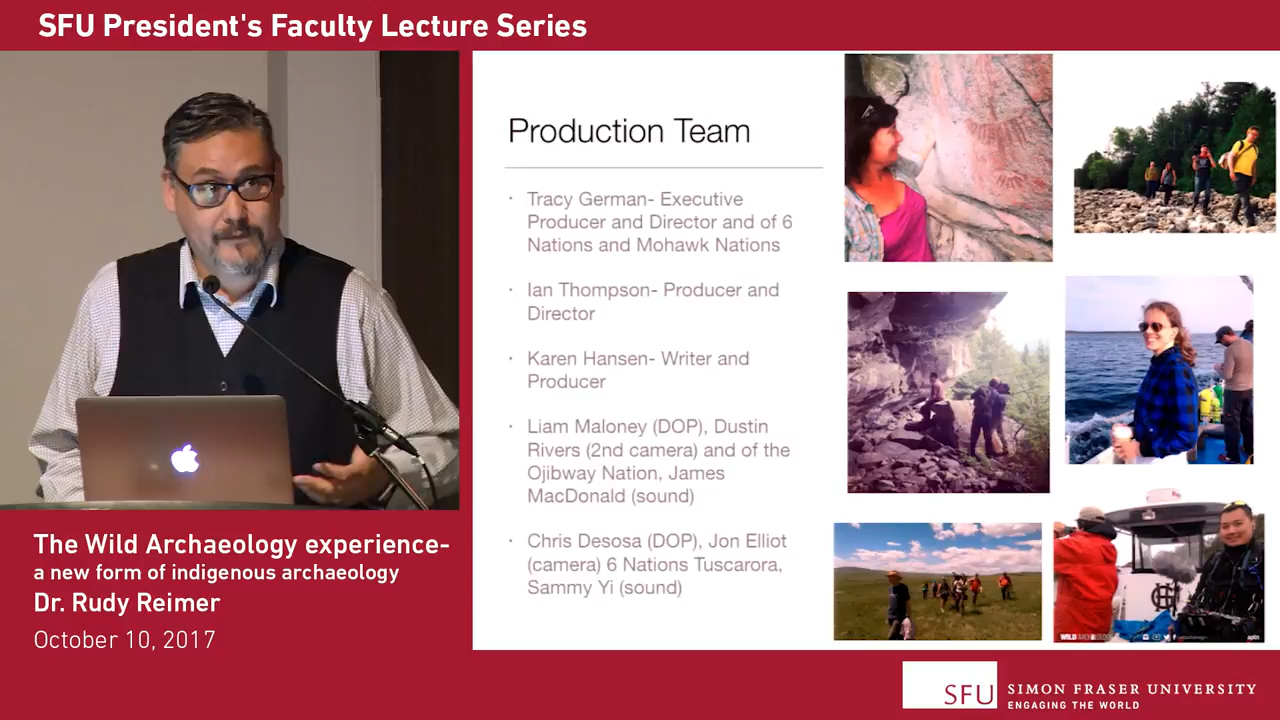 SFU President's Faculty Lecture Series
Production Team
· Tracy German- Executive
Producer and Director and of 6
Nations and Mohawk Nations
· Ian Thompson- Producer and
Director
· Karen Hansen- Writer and
Producer
· Liam Maloney (DOP), Dustin
Rivers (2nd camera) and of the
Ojibway Nation, James
MacDonald (sound)
· Chris Desosa (DOP), Jon Elliot
(camera) 6 Nations Tuscarora,
Sammy Yi (sound)
WILD ARCHAEOLOGY
aptn
The Wild Archaeology experience-
a new form of indigenous archaeology
Dr. Rudy Reimer
October 10, 2017
SFU
SIMON FRASER UNIVERSITY
ENGAGING THE WORLD